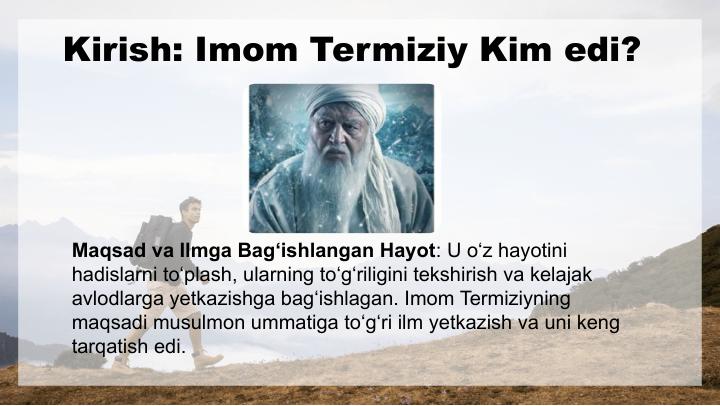 Kirish: Imom Termiziy Kim edi?
Maqsad va Ilmga Bag‘ishlangan Hayot: U o‘z hayotini
hadislarni to‘plash, ularning to‘g‘riligini tekshirish va kelajak
avlodlarga yetkazishga bag‘ishlagan. Imom Termiziyning
maqsadi musulmon ummatiga to‘g‘ri ilm yetkazish va uni keng
tarqatish edi.